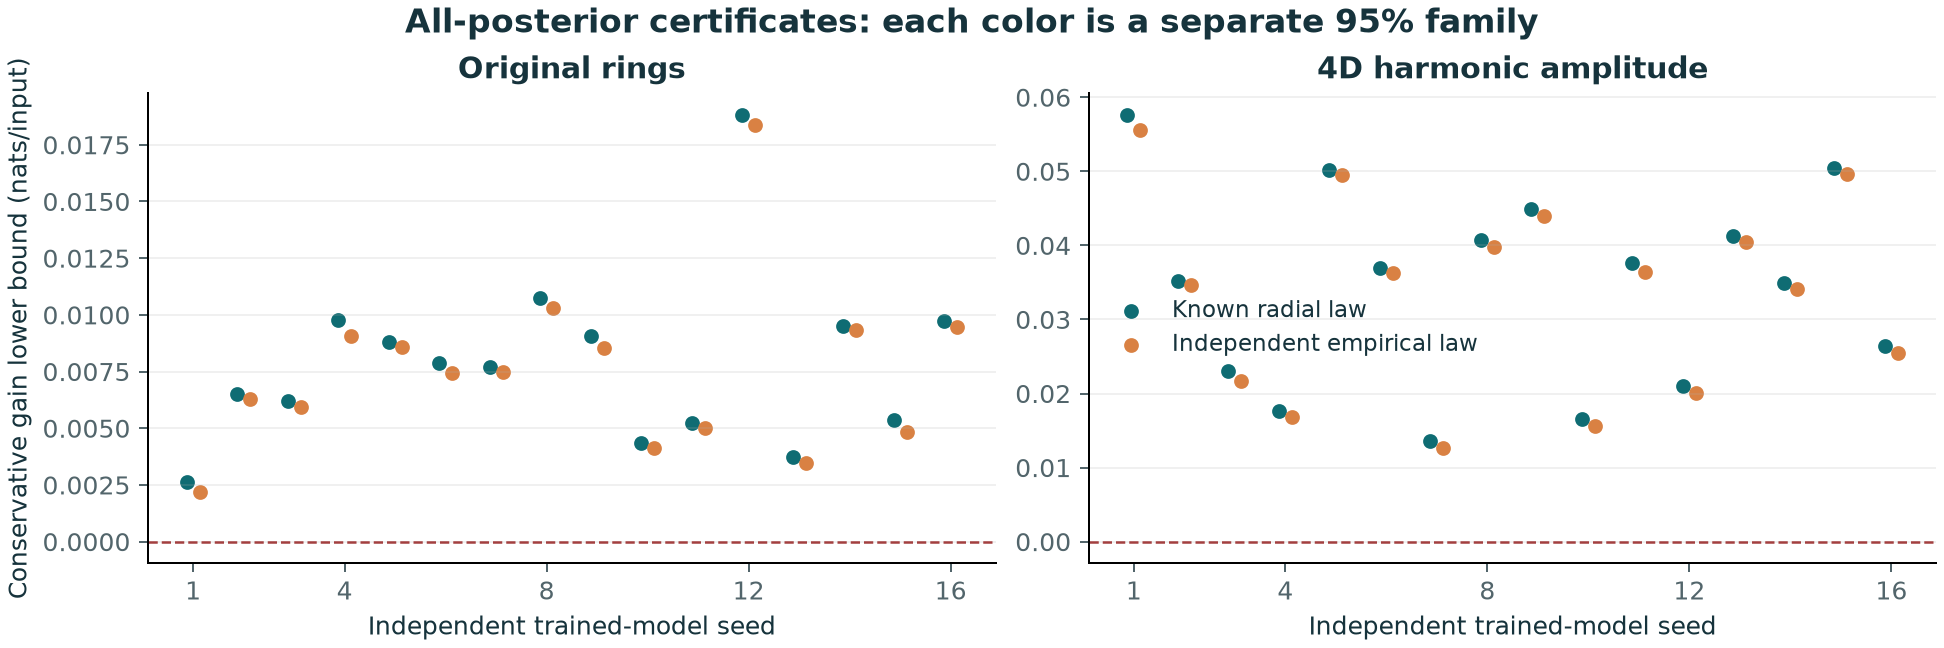 All-posterior certificates: each color is a separate 95% family
Original rings
Conservative gain lower bound (nats/input)
0.0175
0.0150
0.0125
0.0100
0.0075
0.0050
0.0025
0.0000
1 4 8 12 16
Independent trained-model seed
4D harmonic amplitude
0.06
0.05
0.04
0.03
0.02
0.01
0.00
Known radial law
Independent empirical law
1 4 8 12 16
Independent trained-model seed